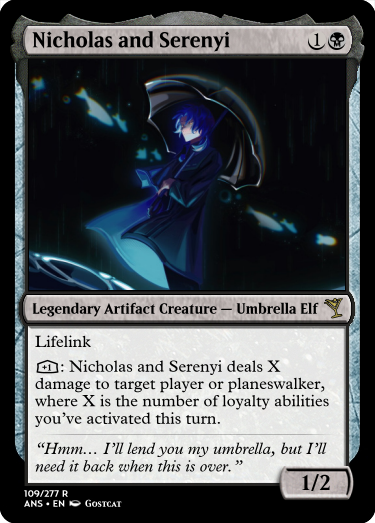 Nicholas and Serenyi 1
Legendary Artifact Creature — Umbrella Elf
Lifelink
+1: Nicholas and Serenyi deals X
damage to target player or planeswalker,
where X is the number of loyalty abilities
you’ve activated this turn.
“Hmm... I’ll lend you my umbrella, but I’ll
need it back when this is over.”
1/2
109/277 R
ANS • EN Gostcat